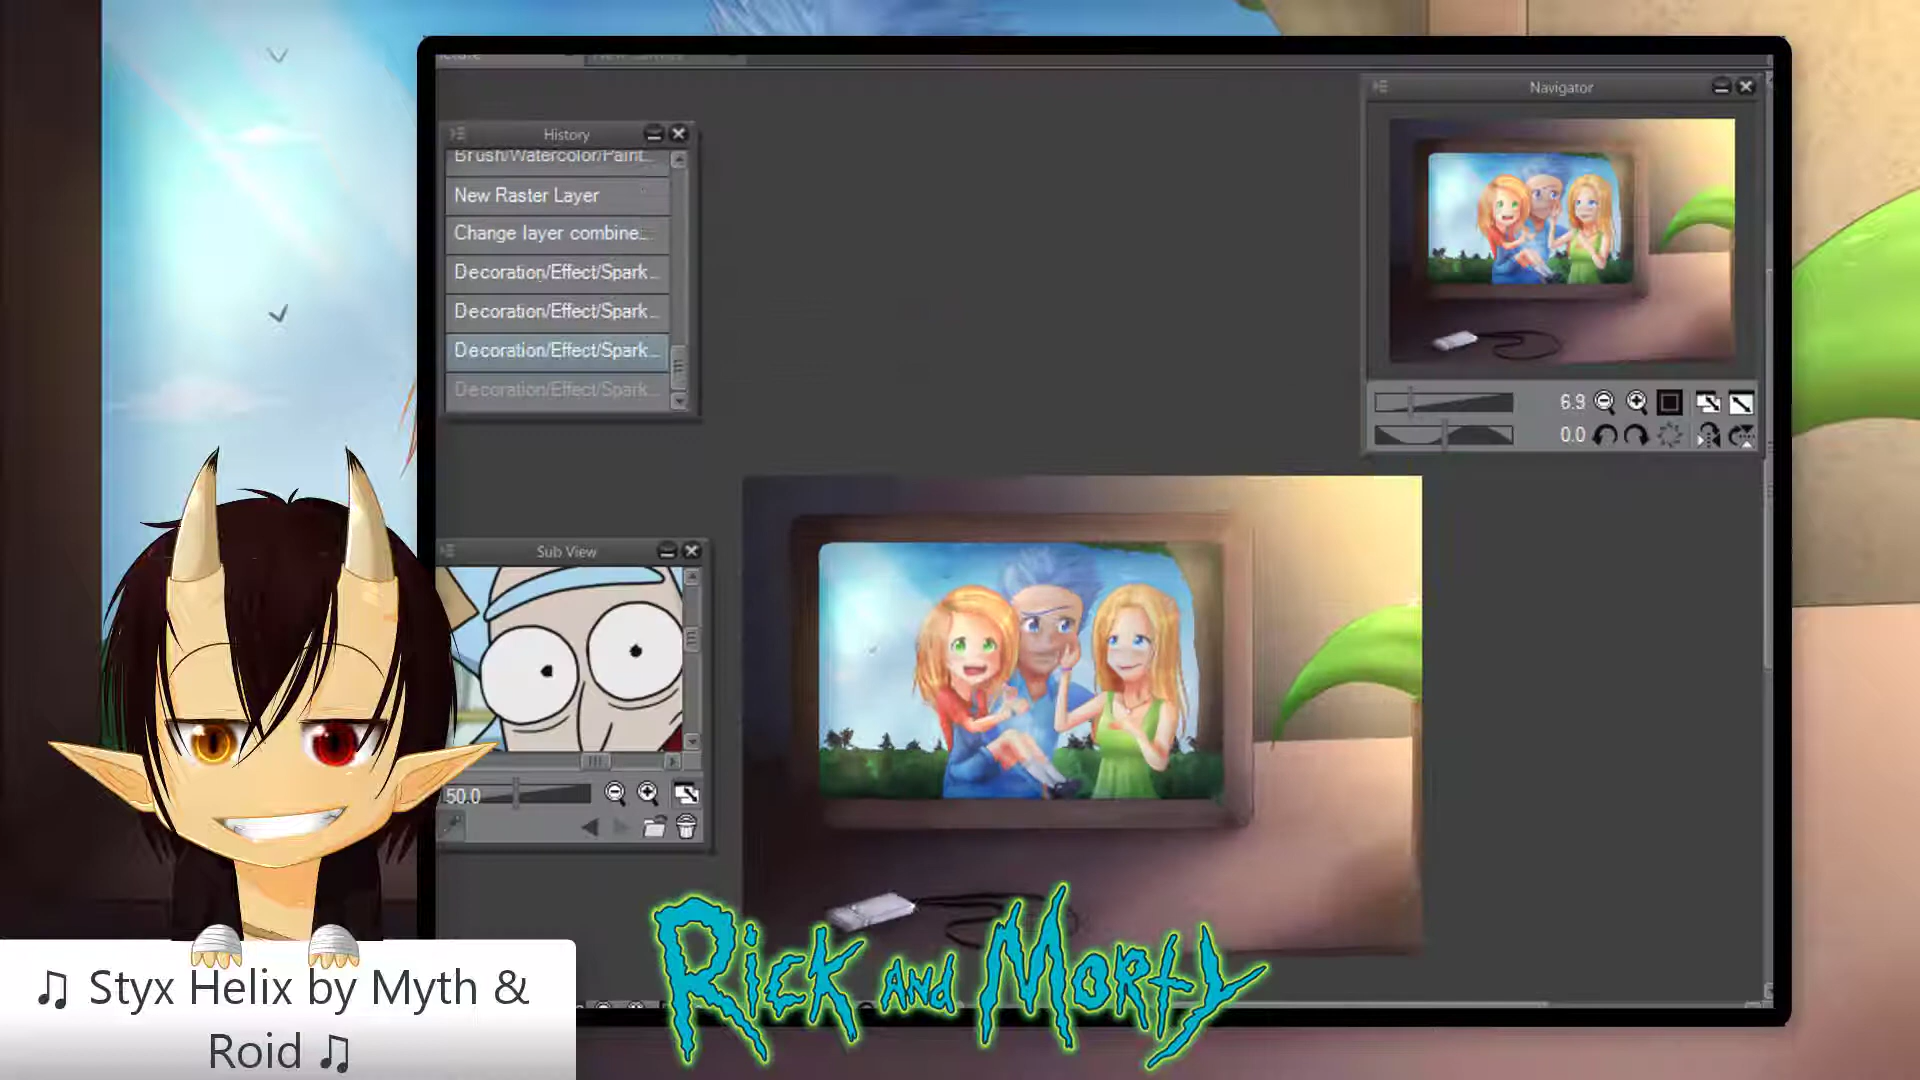 History
Navigator
Brush/Watercolor/Paint...
New Raster Layer
Change layer combine...
Decoration/Effect/Spark...
Decoration/Effect/Spark...
Decoration/Effect/Spark...
Decoration/Effect/Spark...
6.9
0.0
Sub View
50.0
Rick and Morty
♫ Styx Helix by Myth &
Roid ♫